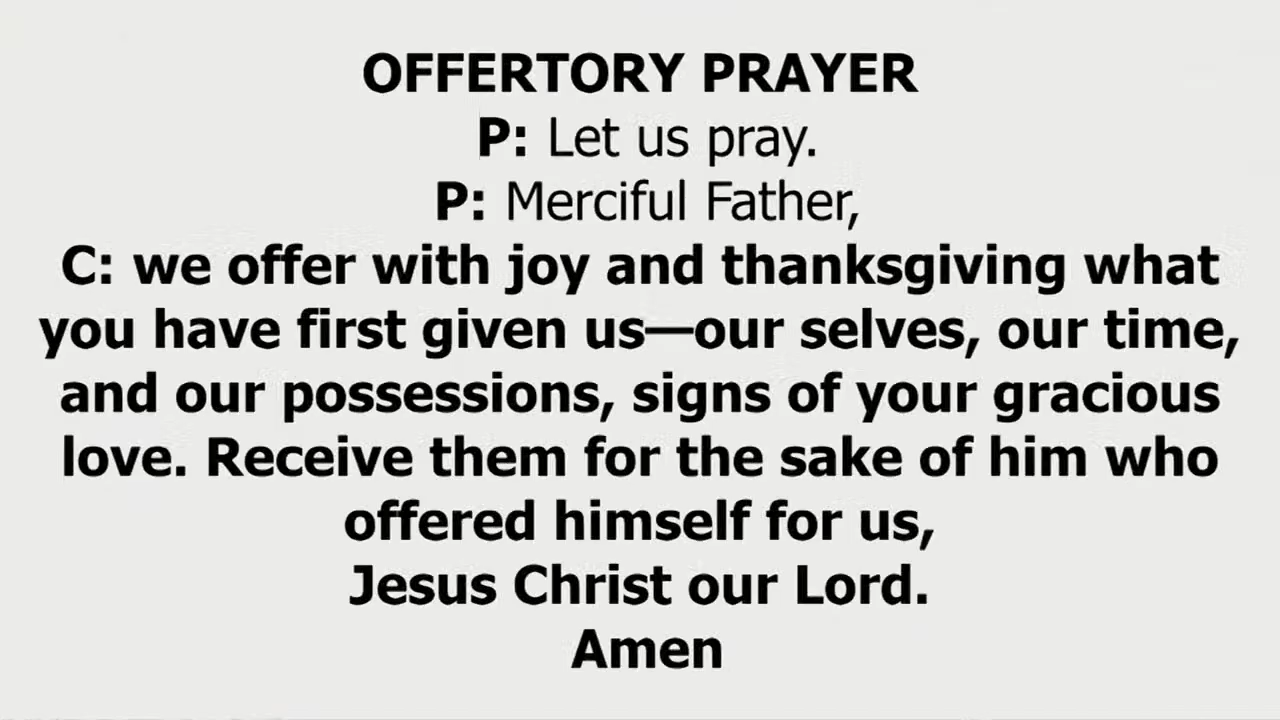 OFFERTORY PRAYER
P: Let us pray.
P: Merciful Father,
C: we offer with joy and thanksgiving what
you have first given us—our selves, our time,
and our possessions, signs of your gracious
love. Receive them for the sake of him who
offered himself for us,
Jesus Christ our Lord.
Amen